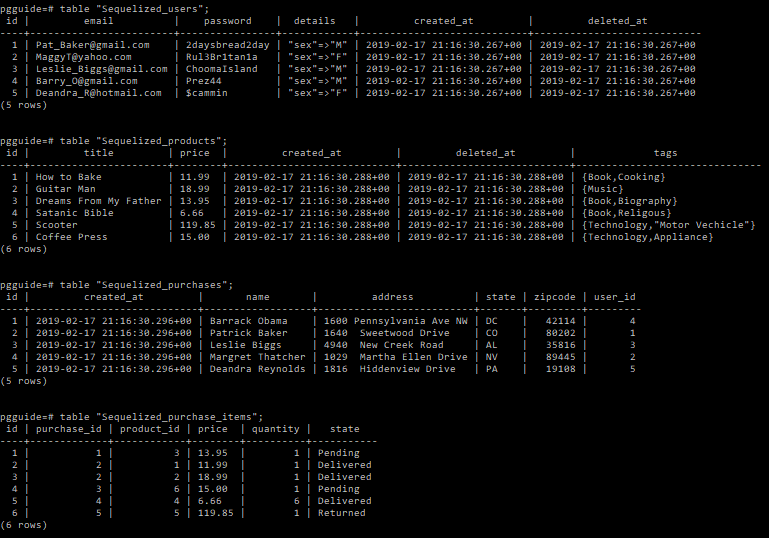 pgguide=# table "Sequelized_users";
 id |          email          |   password    |  details   |         created_at         |         deleted_at
----+-------------------------+---------------+------------+----------------------------+----------------------------
  1 | Pat_Baker@gmail.com     | 2daysbread2day | "sex"=>"M" | 2019-02-17 21:16:30.267+00 | 2019-02-17 21:16:30.267+00
  2 | MaggyT@yahoo.com        | Rul3Br1tan1a   | "sex"=>"F" | 2019-02-17 21:16:30.267+00 | 2019-02-17 21:16:30.267+00
  3 | Leslie_Biggs@gmail.com  | ChoomaIsland   | "sex"=>"M" | 2019-02-17 21:16:30.267+00 | 2019-02-17 21:16:30.267+00
  4 | Barry_O@gmail.com       | Prez44         | "sex"=>"M" | 2019-02-17 21:16:30.267+00 | 2019-02-17 21:16:30.267+00
  5 | Deandra_R@hotmail.com   | $cammin        | "sex"=>"F" | 2019-02-17 21:16:30.267+00 | 2019-02-17 21:16:30.267+00
(5 rows)
pgguide=# table "Sequelized_products";
 id |         title         | price  |         created_at         |         deleted_at         |             tags
----+-----------------------+--------+----------------------------+----------------------------+------------------------------
  1 | How to Bake           | 11.99  | 2019-02-17 21:16:30.288+00 | 2019-02-17 21:16:30.288+00 | {Book,Cooking}
  2 | Guitar Man            | 18.99  | 2019-02-17 21:16:30.288+00 | 2019-02-17 21:16:30.288+00 | {Music}
  3 | Dreams From My Father | 13.95  | 2019-02-17 21:16:30.288+00 | 2019-02-17 21:16:30.288+00 | {Book,Biography}
  4 | Satanic Bible         | 6.66   | 2019-02-17 21:16:30.288+00 | 2019-02-17 21:16:30.288+00 | {Book,Religous}
  5 | Scooter               | 119.85 | 2019-02-17 21:16:30.288+00 | 2019-02-17 21:16:30.288+00 | {Technology,"Motor Vechicle"}
  6 | Coffee Press          | 15.00  | 2019-02-17 21:16:30.288+00 | 2019-02-17 21:16:30.288+00 | {Technology,Appliance}
(6 rows)
pgguide=# table "Sequelized_purchases";
 id |         created_at         |       name       |         address          | state | zipcode | user_id
----+----------------------------+------------------+--------------------------+-------+---------+---------
  1 | 2019-02-17 21:16:30.296+00 | Barrack Obama    | 1600 Pennsylvania Ave NW | DC    |   42114 |       4
  2 | 2019-02-17 21:16:30.296+00 | Patrick Baker    | 1640  Sweetwood Drive    | CO    |   80202 |       1
  3 | 2019-02-17 21:16:30.296+00 | Leslie Biggs     | 4940  New Creek Road     | AL    |   35816 |       3
  4 | 2019-02-17 21:16:30.296+00 | Margret Thatcher | 1029  Martha Ellen Drive | NV    |   89445 |       2
  5 | 2019-02-17 21:16:30.296+00 | Deandra Reynolds | 1816  Hiddenview Drive   | PA    |   19108 |       5
(5 rows)
pgguide=# table "Sequelized_purchase_items";
 id | purchase_id | product_id | price  | quantity |   state
----+-------------+------------+--------+----------+-----------
  1 |           1 |          3 | 13.95  |        1 | Pending
  2 |           2 |          1 | 11.99  |        1 | Delivered
  3 |           2 |          2 | 18.99  |        1 | Delivered
  4 |           3 |          6 | 15.00  |        1 | Pending
  5 |           4 |          4 | 6.66   |        6 | Delivered
  6 |           5 |          5 | 119.85 |        1 | Returned
(6 rows)